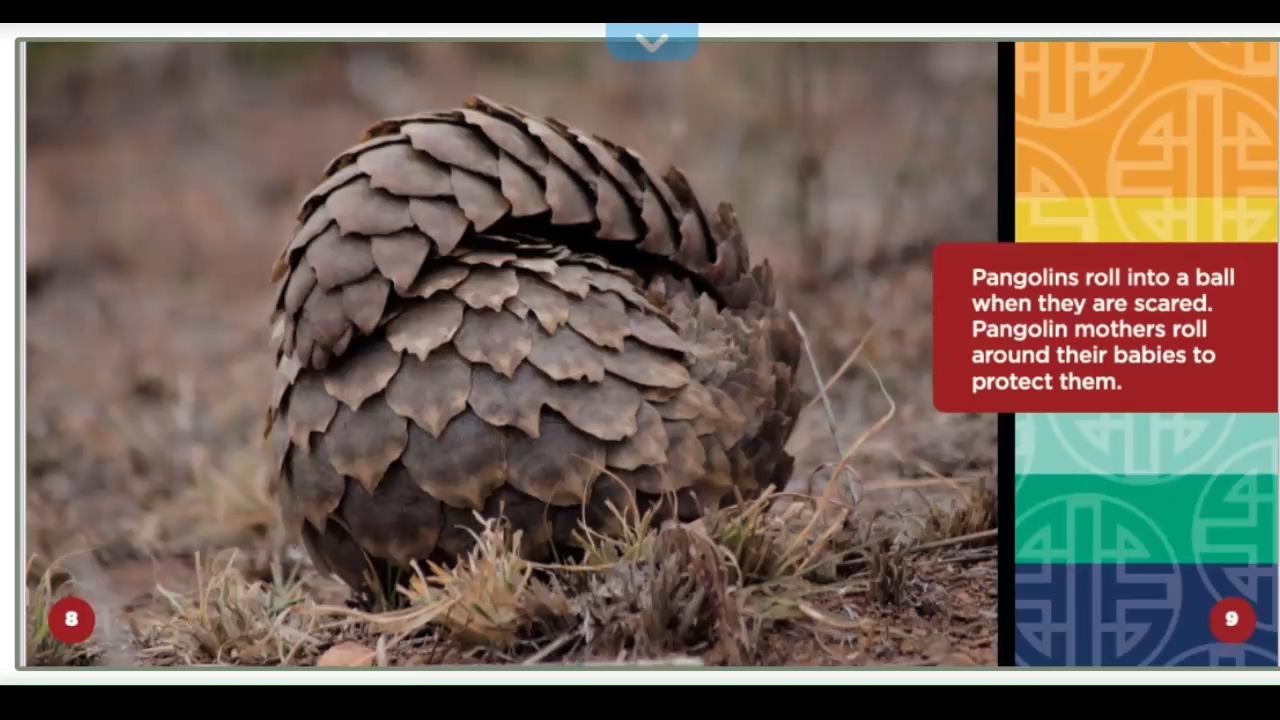 Pangolins roll into a ball
when they are scared.
Pangolin mothers roll
around their babies to
protect them.
8
9